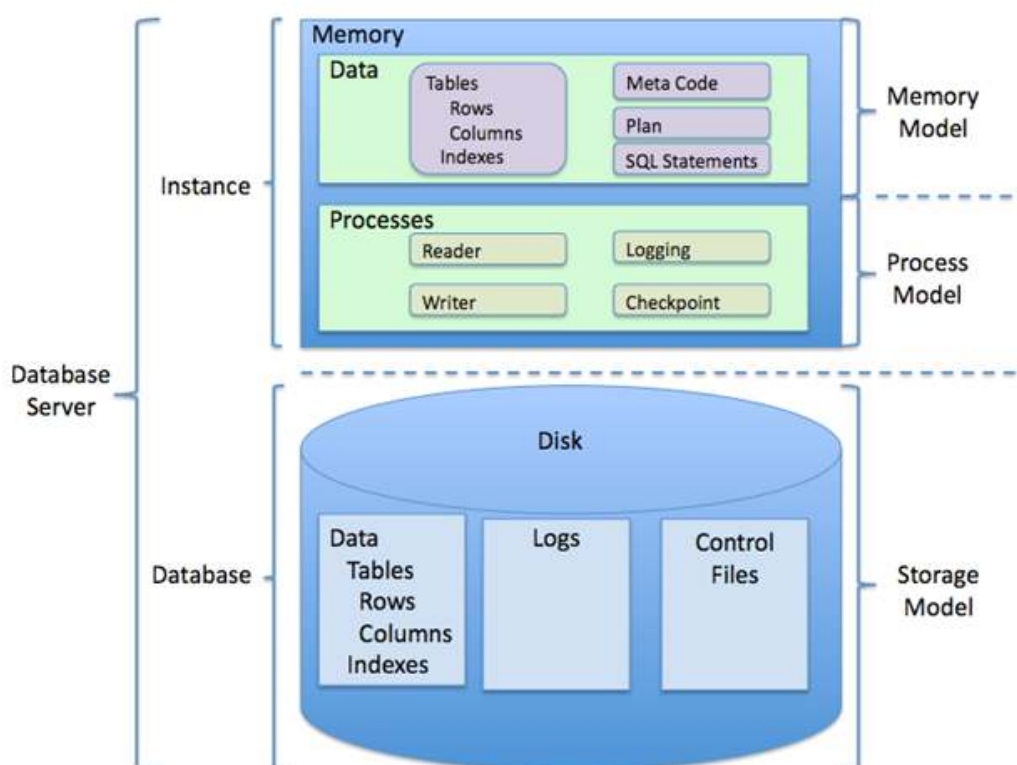 Memory
Data
Tables
Rows
Columns
Indexes
Meta Code
Plan
SQL Statements
Memory
Model
Instance
Processes
Reader
Logging
Writer
Checkpoint
Process
Model
Database
Server
Disk
Data
Tables
Rows
Columns
Indexes
Logs
Control
Files
Database
Storage
Model